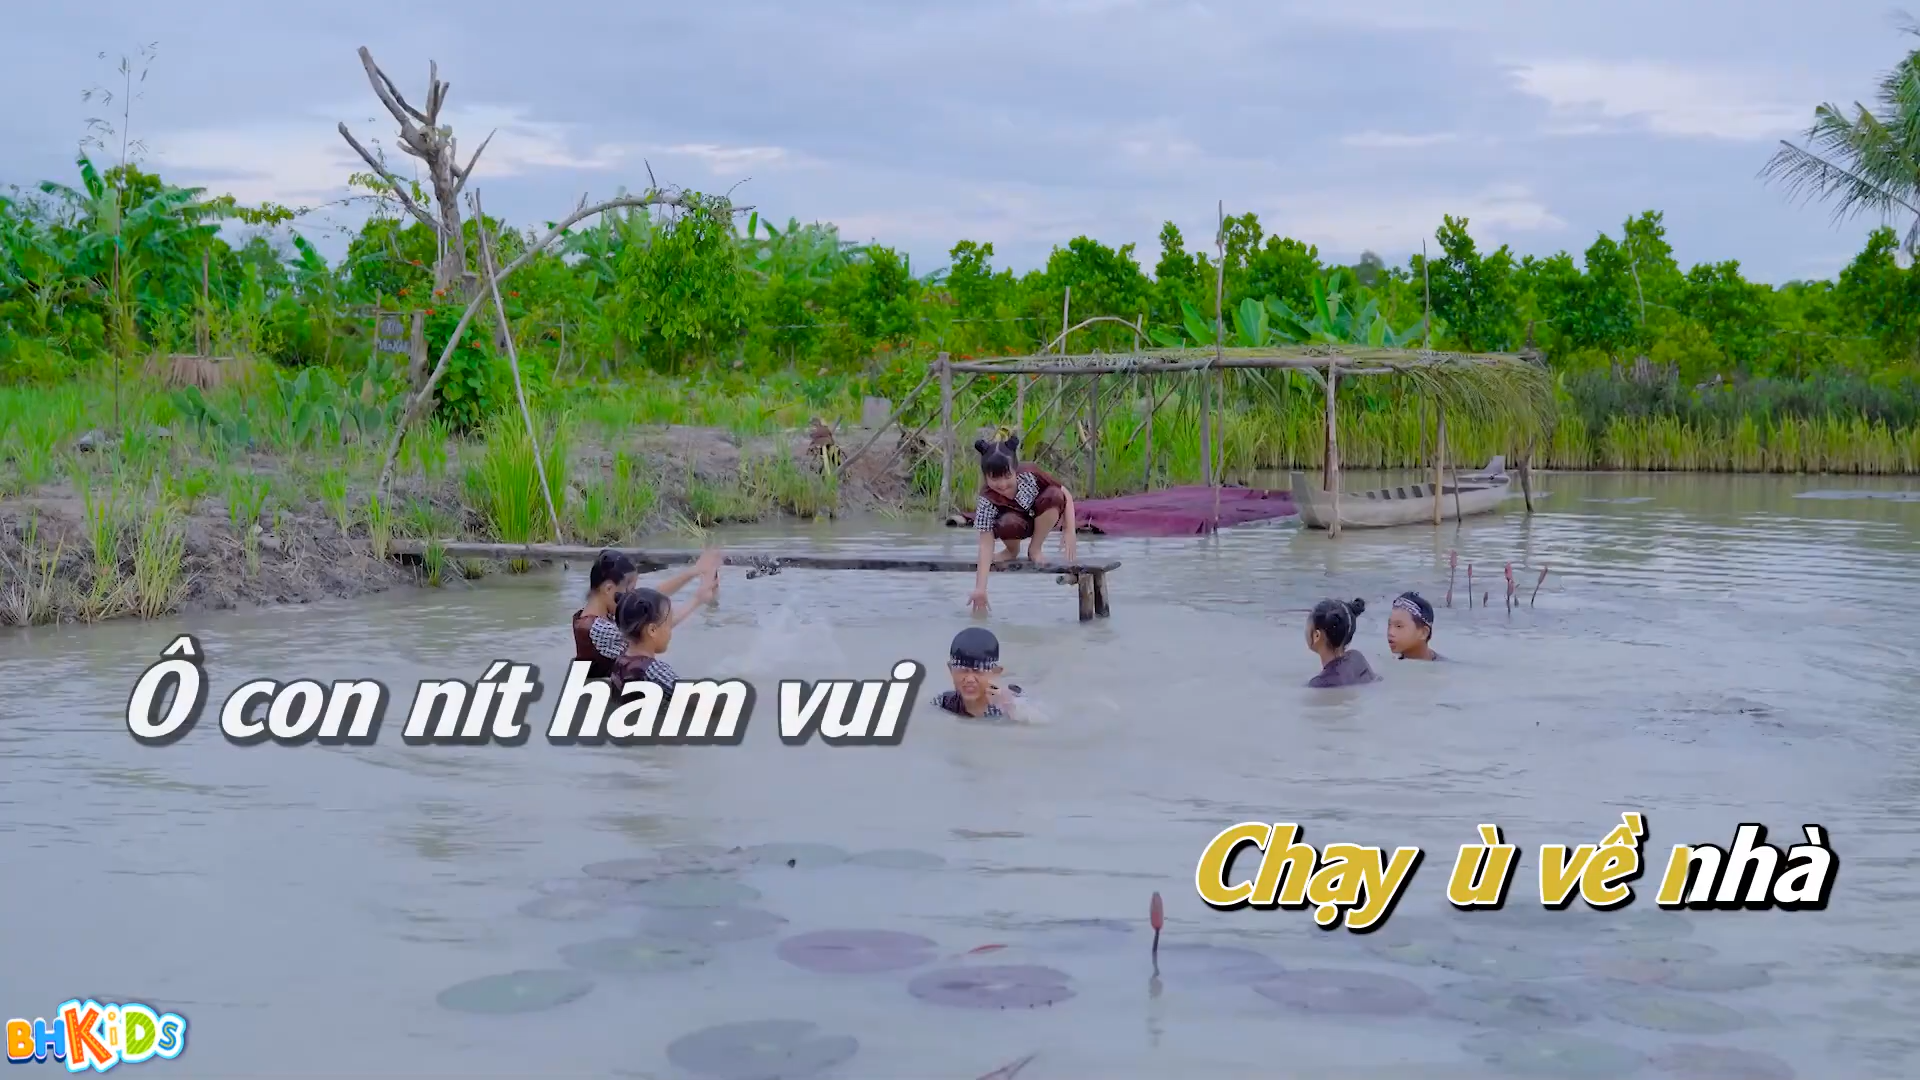 Ô con nít ham vui
Chạy ù về nhà
BHKiDS